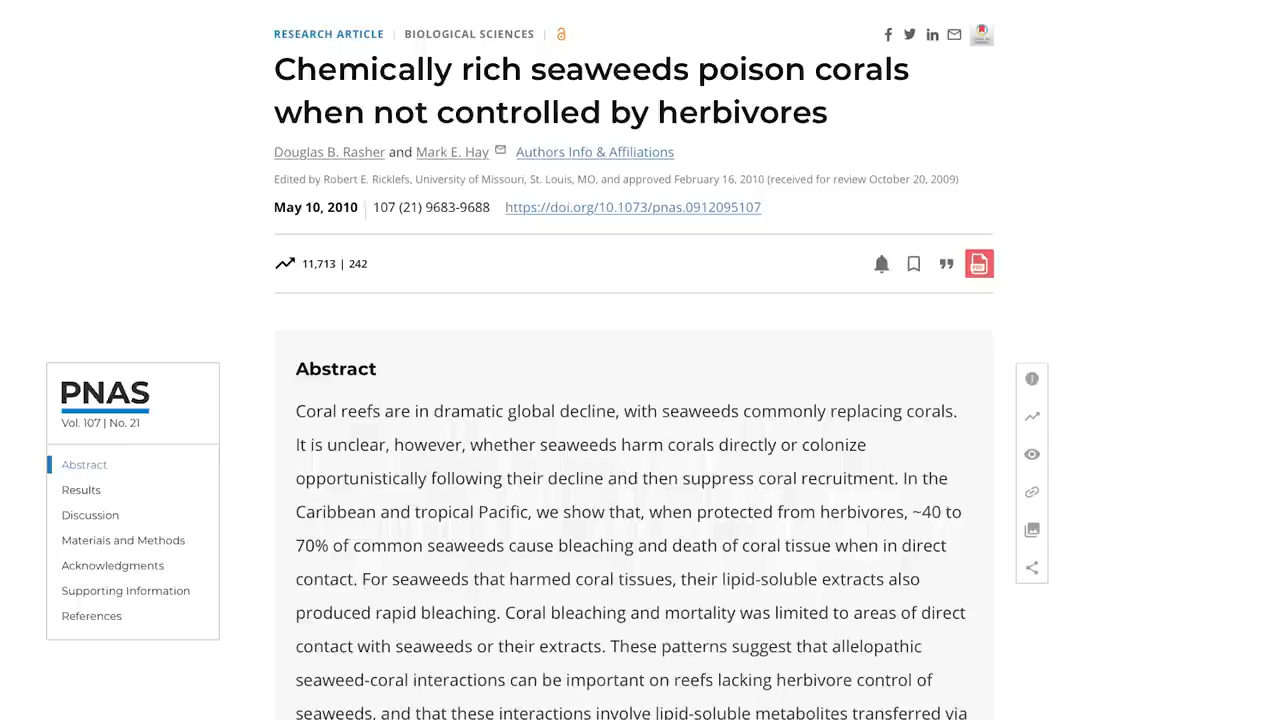 RESEARCH ARTICLE | BIOLOGICAL SCIENCES |
Chemically rich seaweeds poison corals
when not controlled by herbivores
Douglas B. Rasher and Mark E. Hay Authors Info & Affiliations
Edited by Robert E. Ricklefs, University of Missouri, St. Louis, MO, and approved February 16, 2010 (received for review October 20, 2009)
May 10, 2010 | 107 (21) 9683-9688 https://doi.org/10.1073/pnas.0912095107
11,713 | 242
PDF
PNAS
Vol. 107 | No. 21
Abstract
Results
Discussion
Materials and Methods
Acknowledgments
Supporting Information
References
Abstract
Coral reefs are in dramatic global decline, with seaweeds commonly replacing corals.
It is unclear, however, whether seaweeds harm corals directly or colonize
opportunistically following their decline and then suppress coral recruitment. In the
Caribbean and tropical Pacific, we show that, when protected from herbivores, ~40 to
70% of common seaweeds cause bleaching and death of coral tissue when in direct
contact. For seaweeds that harmed coral tissues, their lipid-soluble extracts also
produced rapid bleaching. Coral bleaching and mortality was limited to areas of direct
contact with seaweeds or their extracts. These patterns suggest that allelopathic
seaweed-coral interactions can be important on reefs lacking herbivore control of
seaweeds, and that these interactions involve lipid-soluble metabolites transferred via